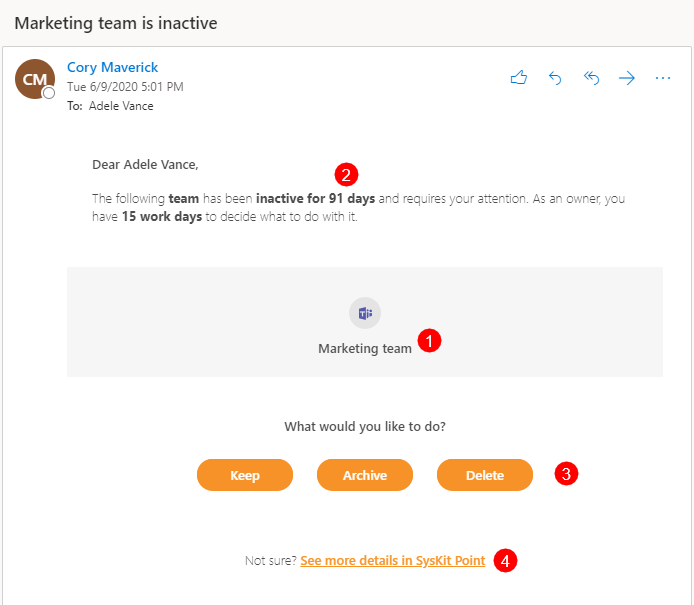 Marketing team is inactive
CM
Cory Maverick
Tue 6/9/2020 5:01 PM
To: Adele Vance
Dear Adele Vance,
2
The following team has been inactive for 91 days and requires your attention. As an owner, you
have 15 work days to decide what to do with it.
T
Marketing team 1
What would you like to do?
Keep Archive Delete 3
Not sure? See more details in SysKit Point 4